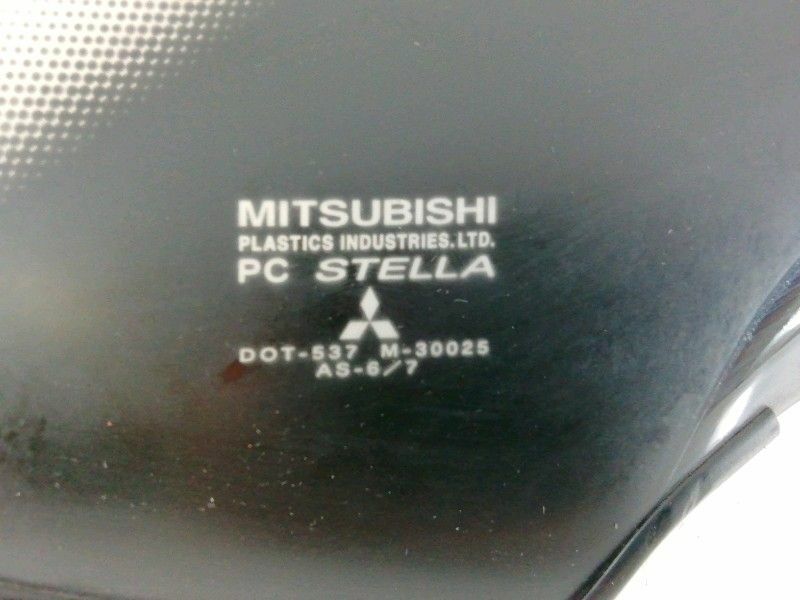 MITSUBISHI
PLASTICS INDUSTRIES.LTD.
PC STELLA
DOT-537 M-30025
AS-6/7